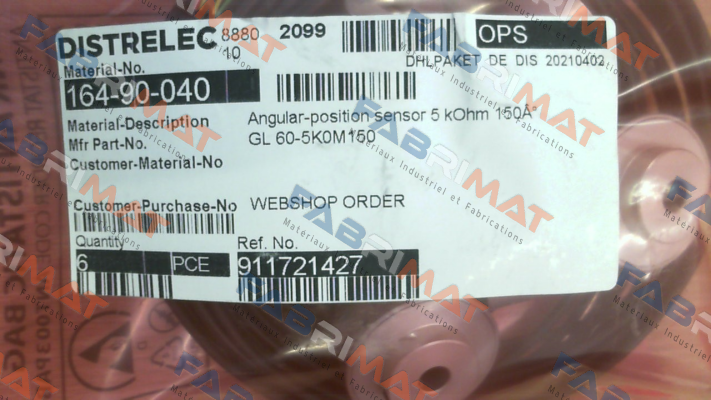 DISTRELEC 8880 2099 OPS
10
DHLPAKET DE DIS 20210402
Material-No.
164-90-040
Material-Description Angular-position sensor 5 kOhm 150Å°
Mfr Part-No. GL 60-5K0M150
Customer-Material-No
Customer-Purchase-No WEBSHOP ORDER
Quantity Ref. No.
6 PCE 911721427
FABRIMAT
Materiaux Industriel et Fabrications